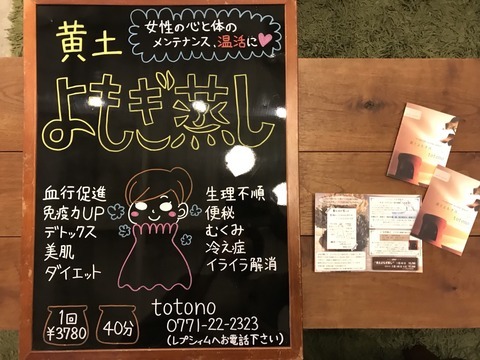 女性の心と体の
メンテナンス、温活に
黄土
よもぎ蒸し
血行促進
免疫力UP
デトックス
美肌
ダイエット
生理不順
便秘
むくみ
冷え症
イライラ解消
1回
¥3780
40分
totono
0771-22-2323
(レプシィムへお電話下さい)